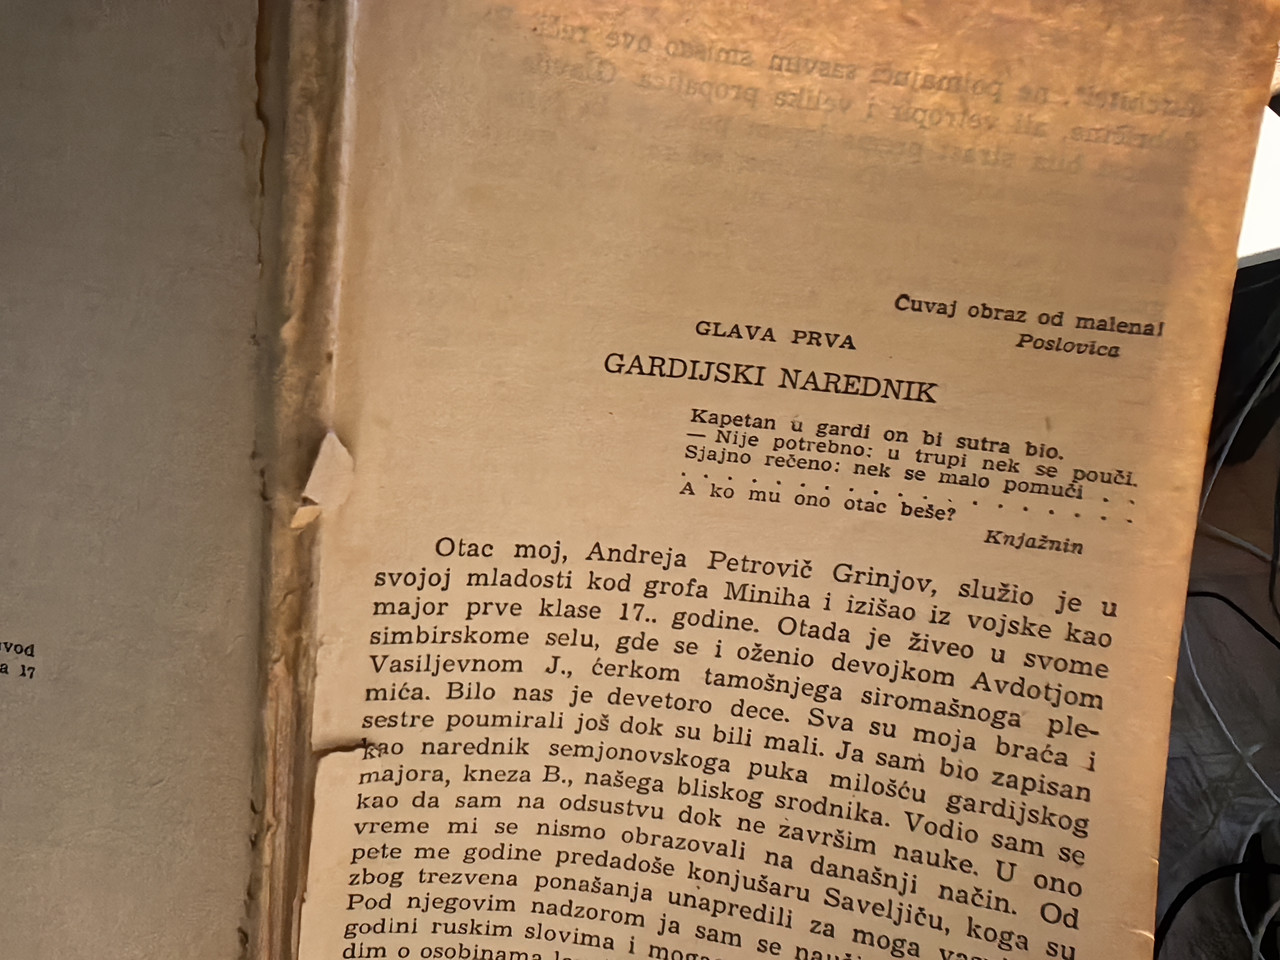 Čuvaj obraz od malena!
Poslovica
GLAVA PRVA
GARDIJSKI NAREDNIK
Kapetan u gardi on bi sutra bio.
— Nije potrebno: u trupi nek se pouči.
Sjajno rečeno: nek se malo pomuči . .
. . . . . . . . . . . . . . . . . .
A ko mu ono otac beše?
Knjažnin
Otac moj, Andreja Petrovič Grinjov, služio je u
svojoj mladosti kod grofa Miniha i izišao iz vojske kao
major prve klase 17.. godine. Otada je živeo u svome
simbirskome selu, gde se i oženio devojkom Avdotjom
Vasiljevnom J., ćerkom tamošnjega siromašnoga ple-
mića. Bilo nas je devetoro dece. Sva su moja braća i
sestre poumirali još dok su bili mali. Ja sam bio zapisan
kao narednik semjonovskoga puka milošću gardijskog
majora, kneza B., našega bliskog srodnika. Vodio sam se
kao da sam na odsustvu dok ne završim nauke. U ono
vreme mi se nismo obrazovali na današnji način. Od
pete me godine predadoše konjušaru Saveljiču, koga su
zbog trezvena ponašanja unapredili za moga
Pod njegovim nadzorom ja sam se
godini ruskim slovima i
dim o osobinama
vod
a 17